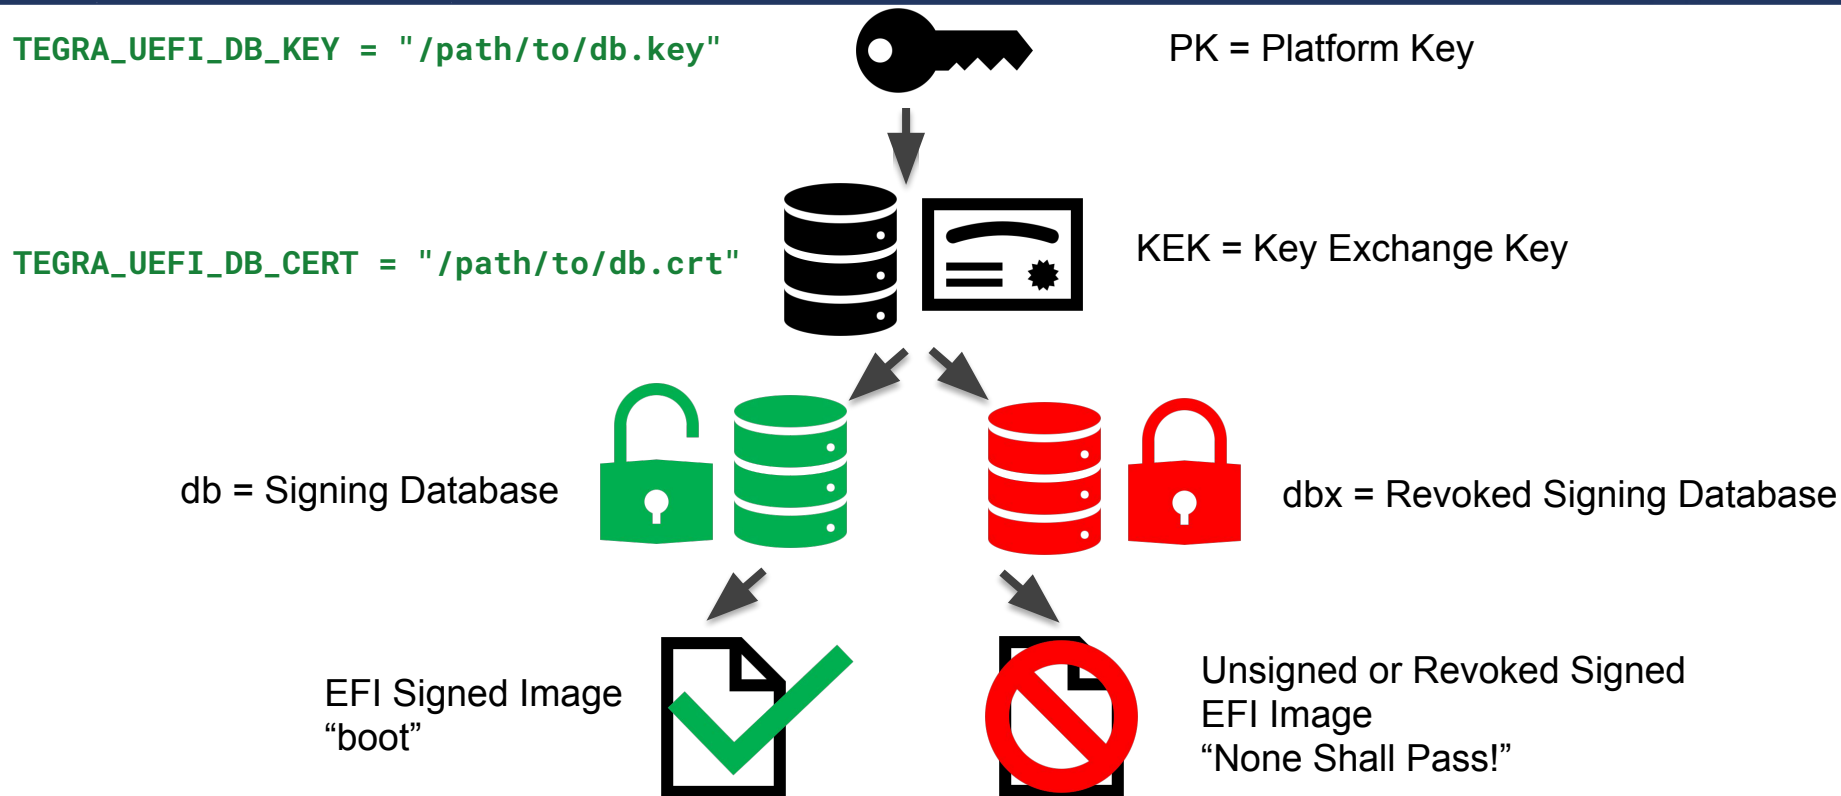 TEGRA_UEFI_DB_KEY = "/path/to/db.key"
PK = Platform Key
TEGRA_UEFI_DB_CERT = "/path/to/db.crt"
KEK = Key Exchange Key
db = Signing Database
dbx = Revoked Signing Database
EFI Signed Image
“boot”
Unsigned or Revoked Signed
EFI Image
“None Shall Pass!”